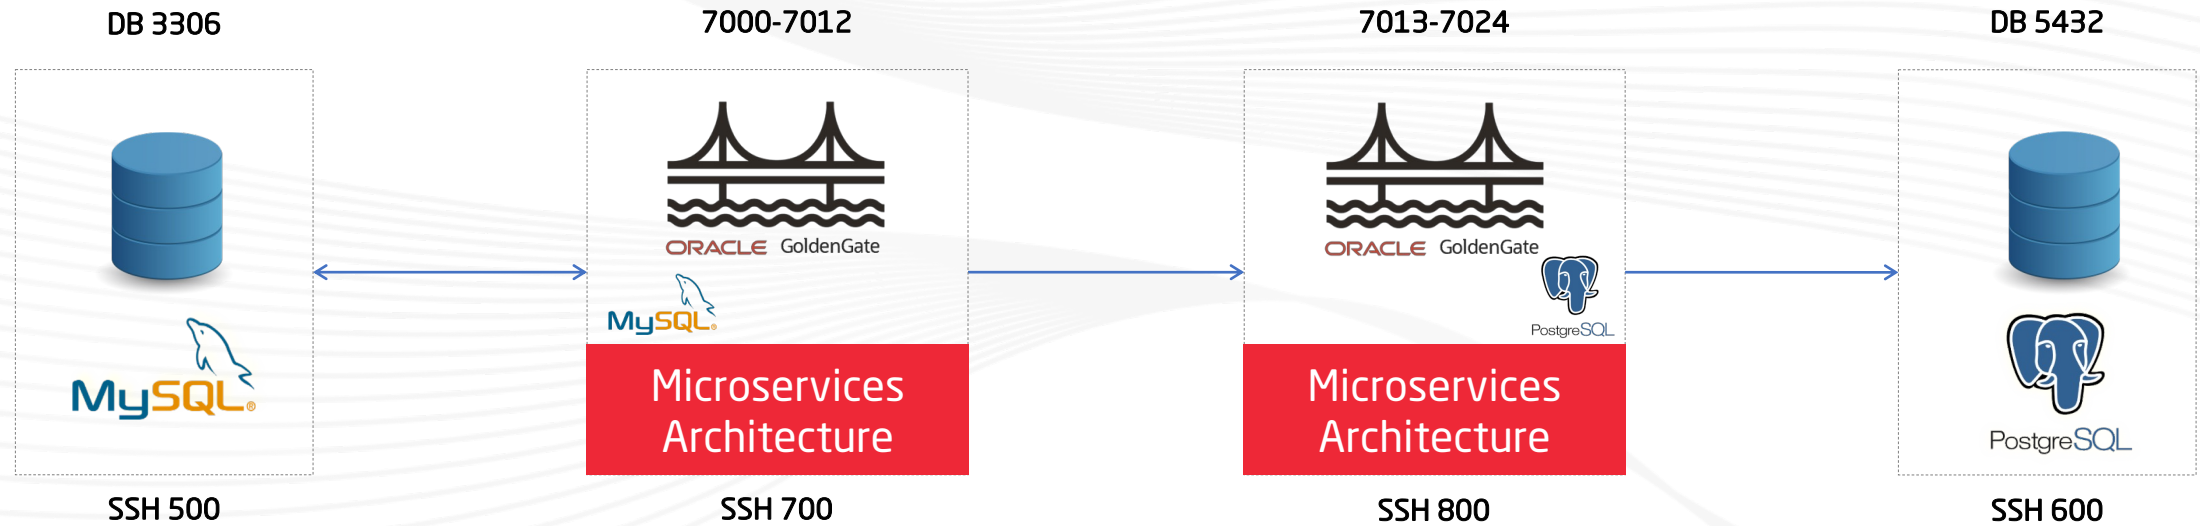 DB 3306
7000-7012
7013-7024
DB 5432
ORACLE GoldenGate
ORACLE GoldenGate
MySQL®
PostgreSQL
MySQL®
Microservices
Architecture
Microservices
Architecture
PostgreSQL
SSH 500
SSH 700
SSH 800
SSH 600